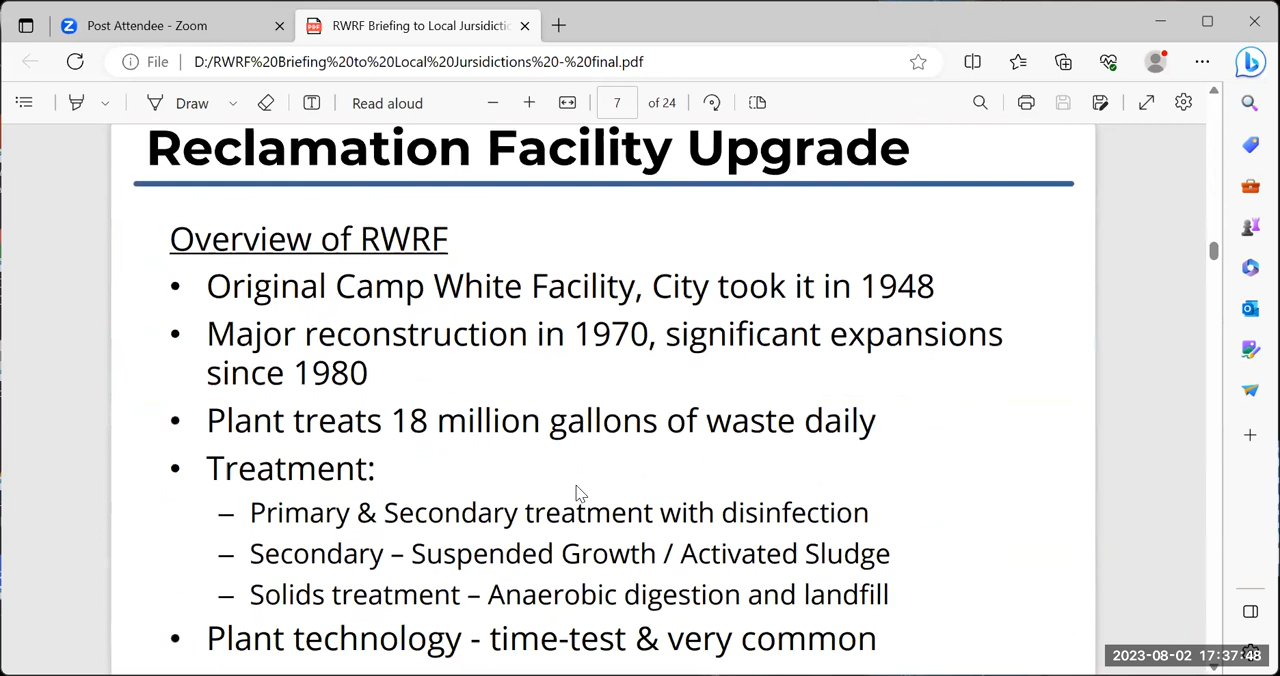 Post Attendee - Zoom
RWRF Briefing to Local Jursidictic
File
D:/RWRF%20Briefing%20to%20Local%20Jursidictions%20-%20final.pdf
Draw
Read aloud
7
of 24
Reclamation Facility Upgrade
Overview of RWRF
• Original Camp White Facility, City took it in 1948
• Major reconstruction in 1970, significant expansions
since 1980
• Plant treats 18 million gallons of waste daily
• Treatment:
– Primary & Secondary treatment with disinfection
– Secondary – Suspended Growth / Activated Sludge
– Solids treatment – Anaerobic digestion and landfill
• Plant technology - time-test & very common
2023-08-02 17:37:48